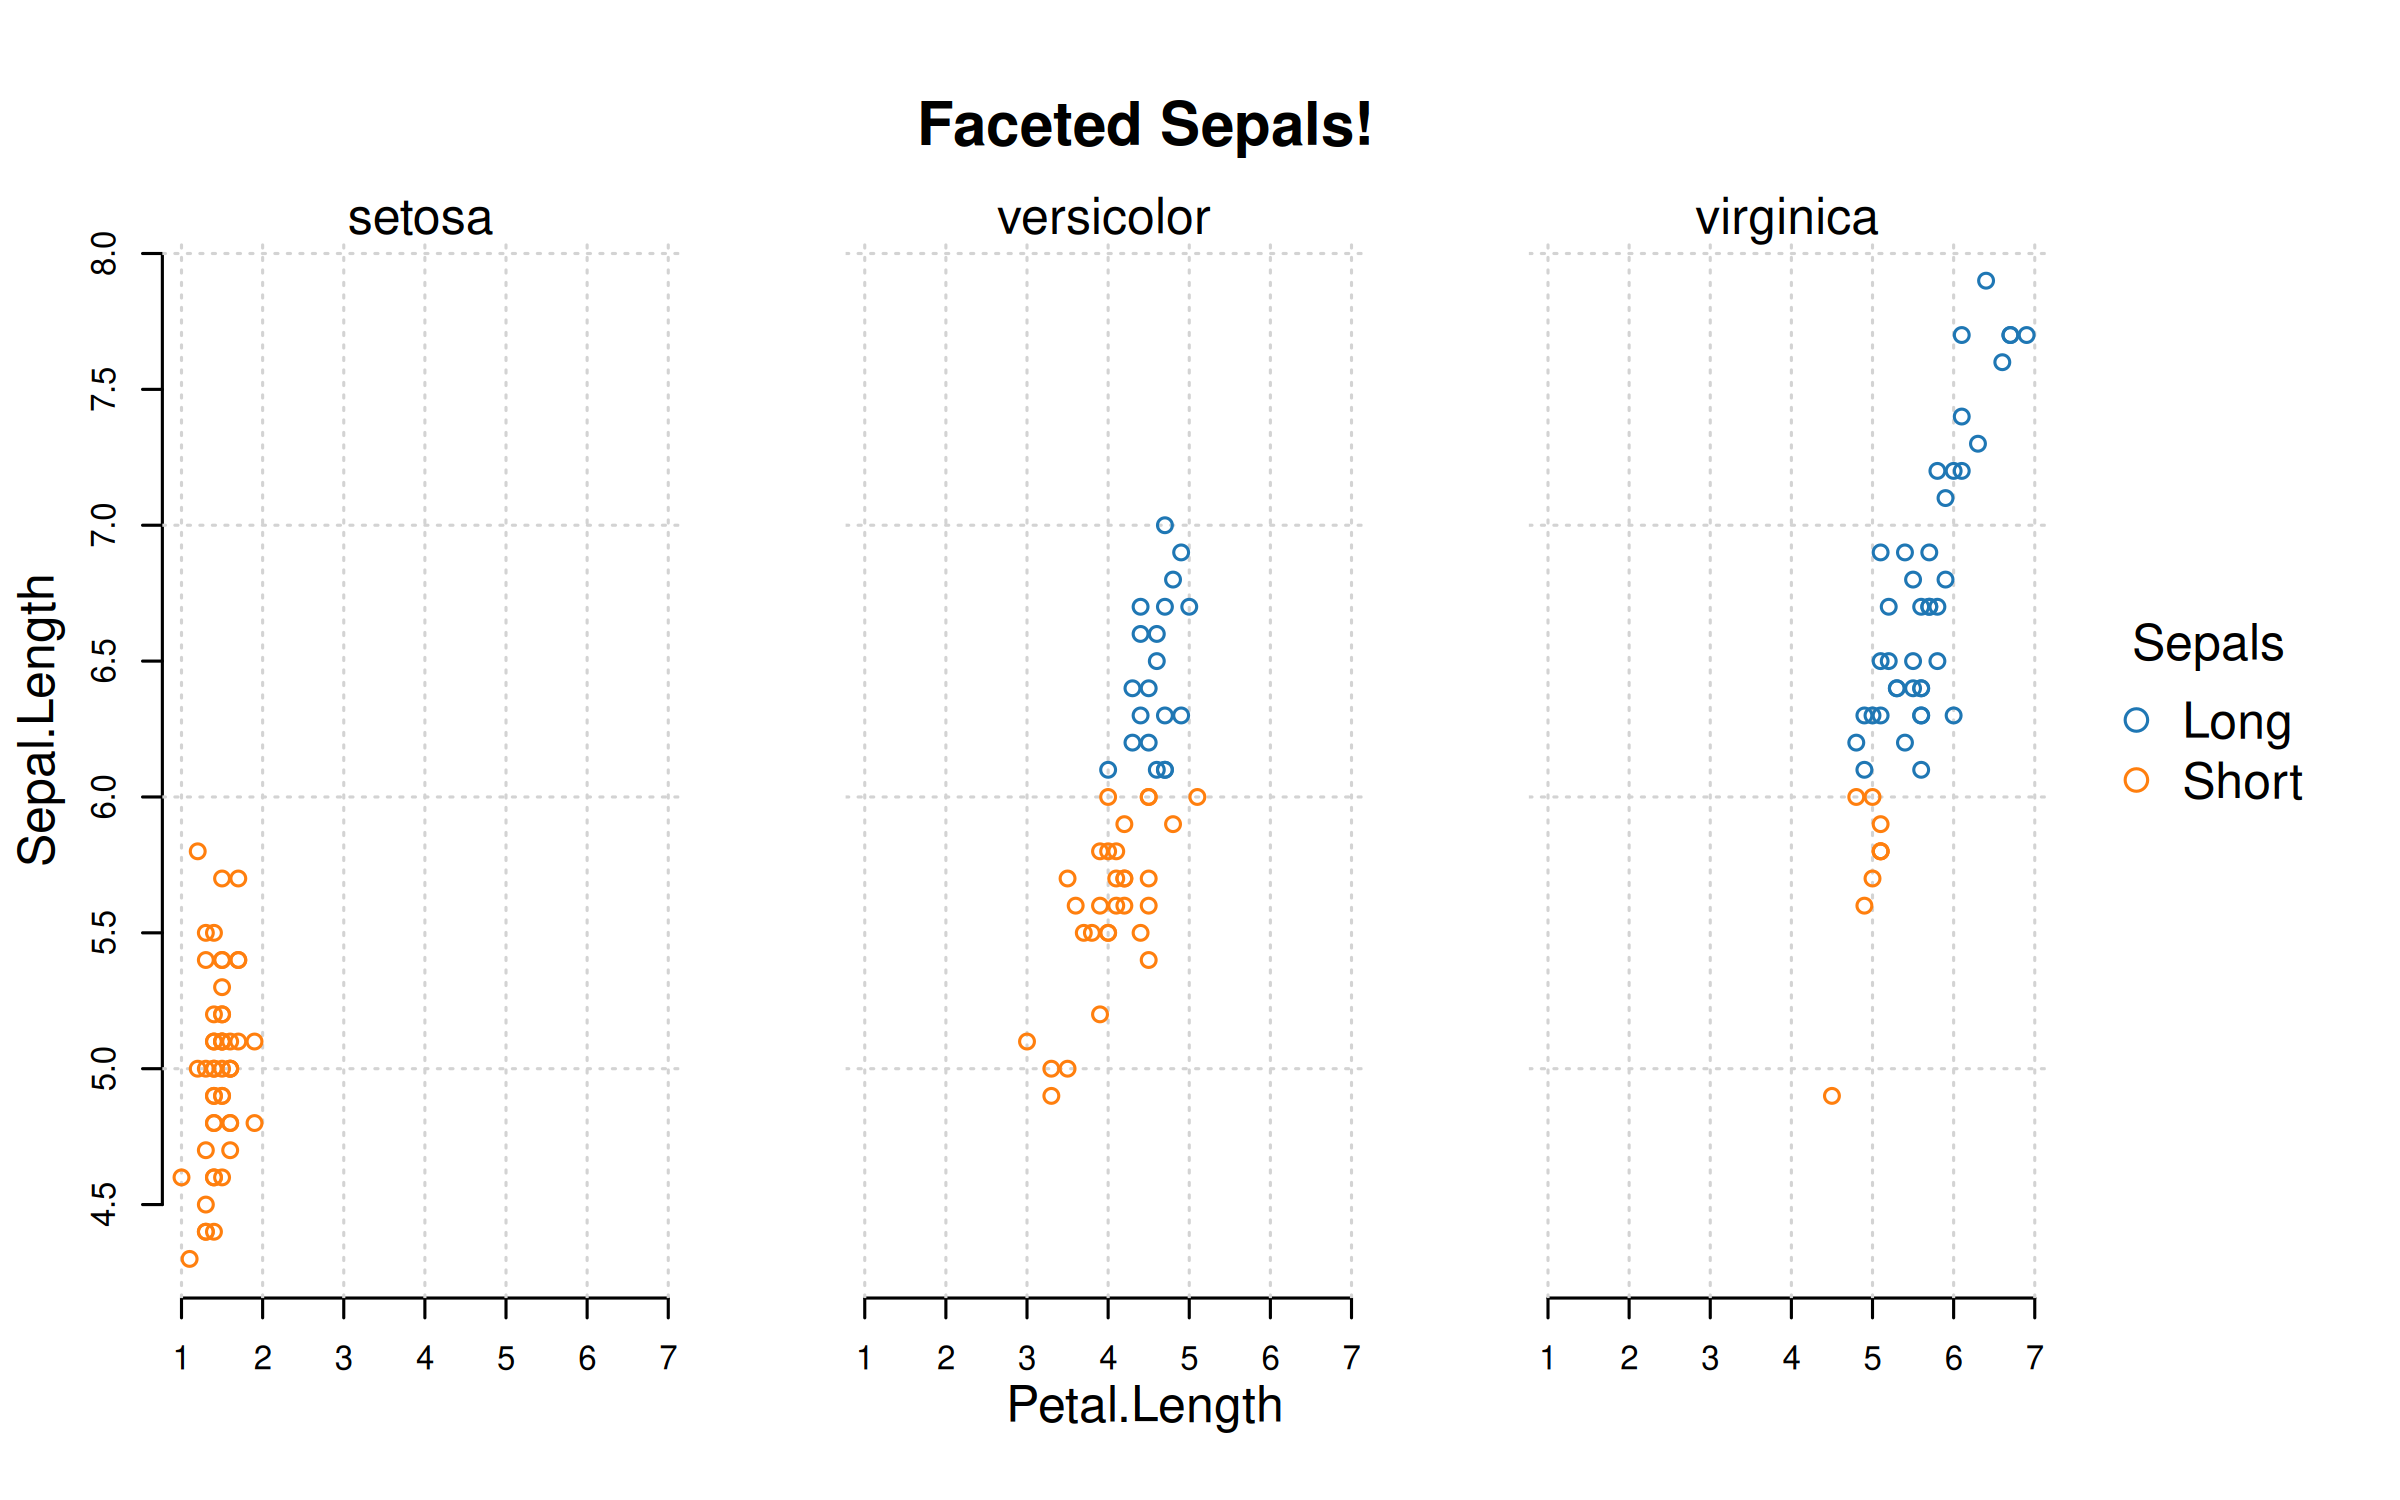 Faceted Sepals!
setosa
versicolor
virginica
8.0
7.5
7.0
6.5
6.0
5.5
5.0
4.5
Sepal.Length
1 2 3 4 5 6 7
1 2 3 4 5 6 7
1 2 3 4 5 6 7
Petal.Length
Sepals
Long
Short